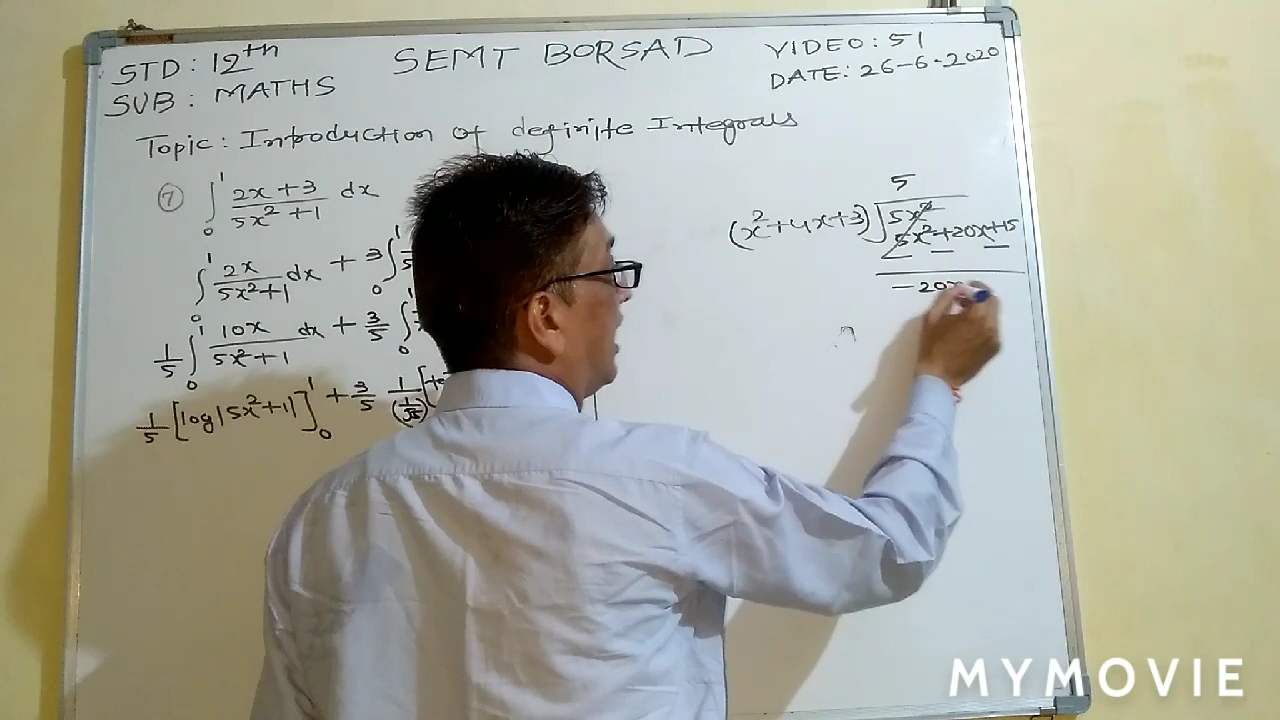 STD: 12th SEMT BORSAD VIDEO: 51
SUB: MATHS DATE: 26-6-2020
Topic: Introduction of definite Integrals
⑦ ∫₀¹ (2x+3)/(5x²+1) dx
∫₀¹ 2x/(5x²+1) dx + 3∫₀¹
1/5 ∫₀¹ 10x/(5x²+1) dx + 3/5 ∫₀¹
1/5 [log|5x²+1|]₀¹ + 3/5 1/(1/√5) [
5
(x²+4x+3) 5x²
5x²+20x+15
-20x
MYMOVIE